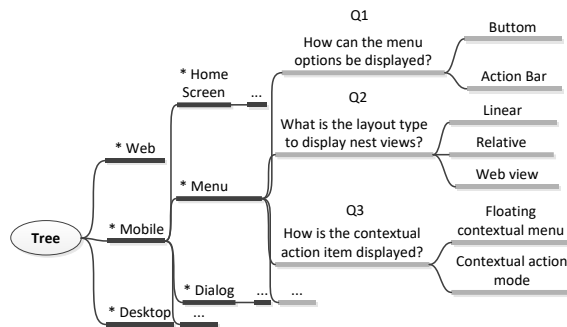 Tree
* Web
* Mobile
* Desktop
* Home
Screen
...
* Menu
* Dialog
...
...
Q1
How can the menu
options be displayed?
Buttom
Action Bar
Q2
What is the layout type
to display nest views?
Linear
Relative
Web view
Q3
How is the contextual
action item displayed?
Floating
contextual menu
Contextual action
mode
...